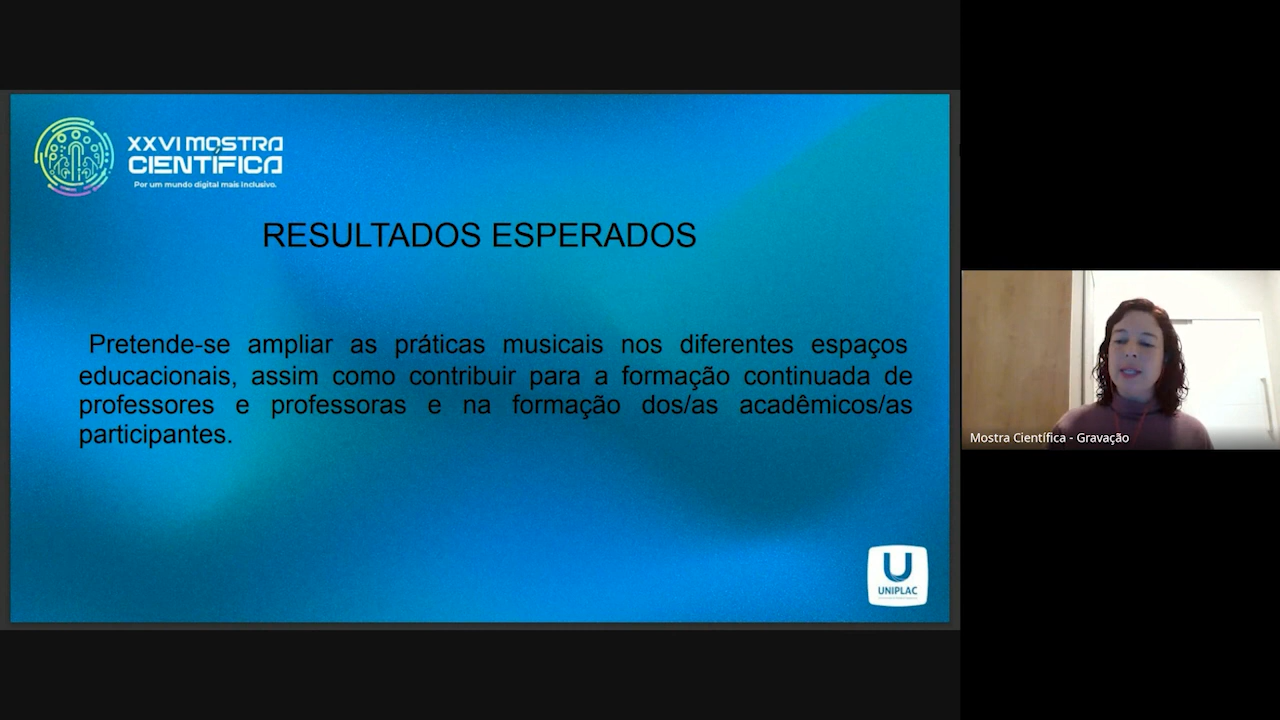 XXVI MOSTRA
CIENTÍFICA
Por um mundo digital mais inclusivo.
RESULTADOS ESPERADOS
Pretende-se ampliar as práticas musicais nos diferentes espaços
educacionais, assim como contribuir para a formação continuada de
professores e professoras e na formação dos/as acadêmicos/as
participantes.
Mostra Científica - Gravação
U
UNIPLAC